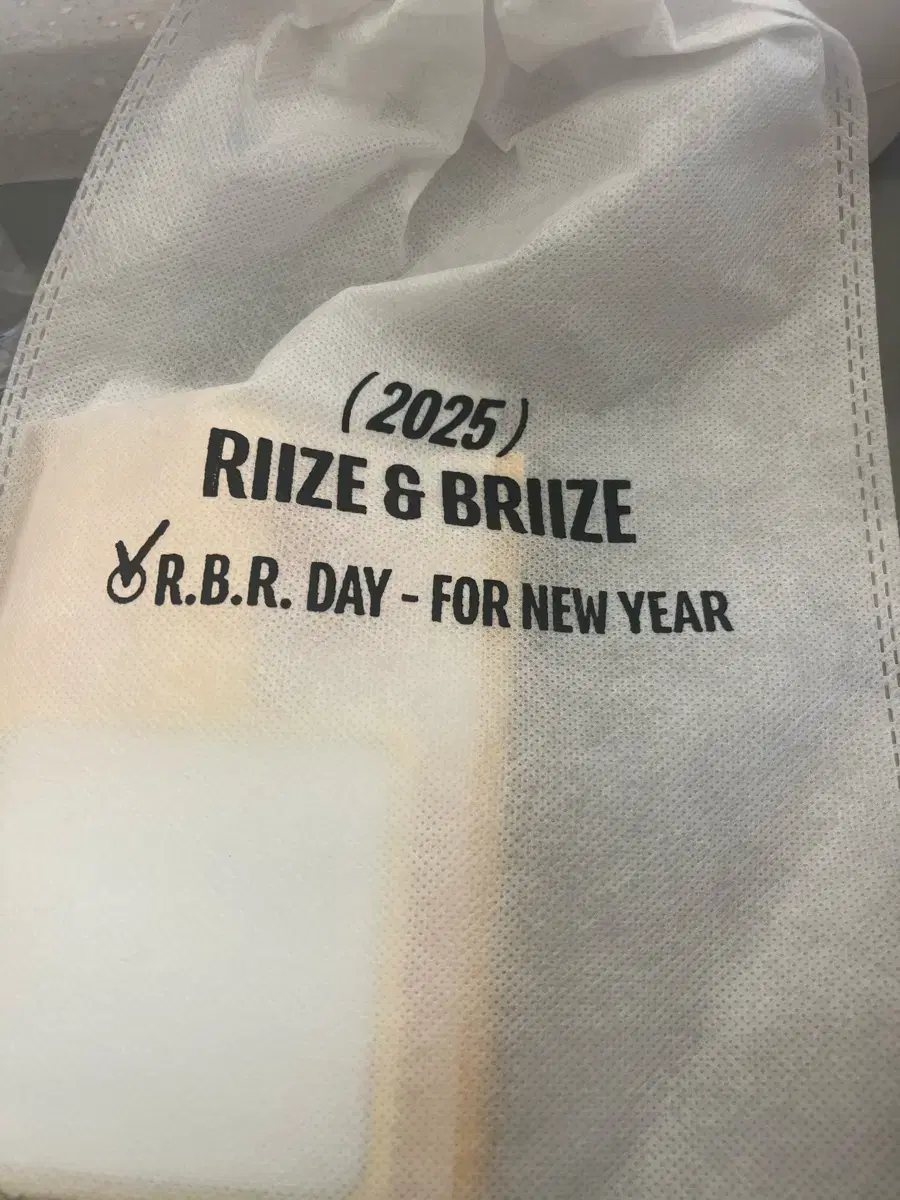 (2025)
RIIZE & BRIIZE
R.B.R. DAY - FOR NEW YEAR